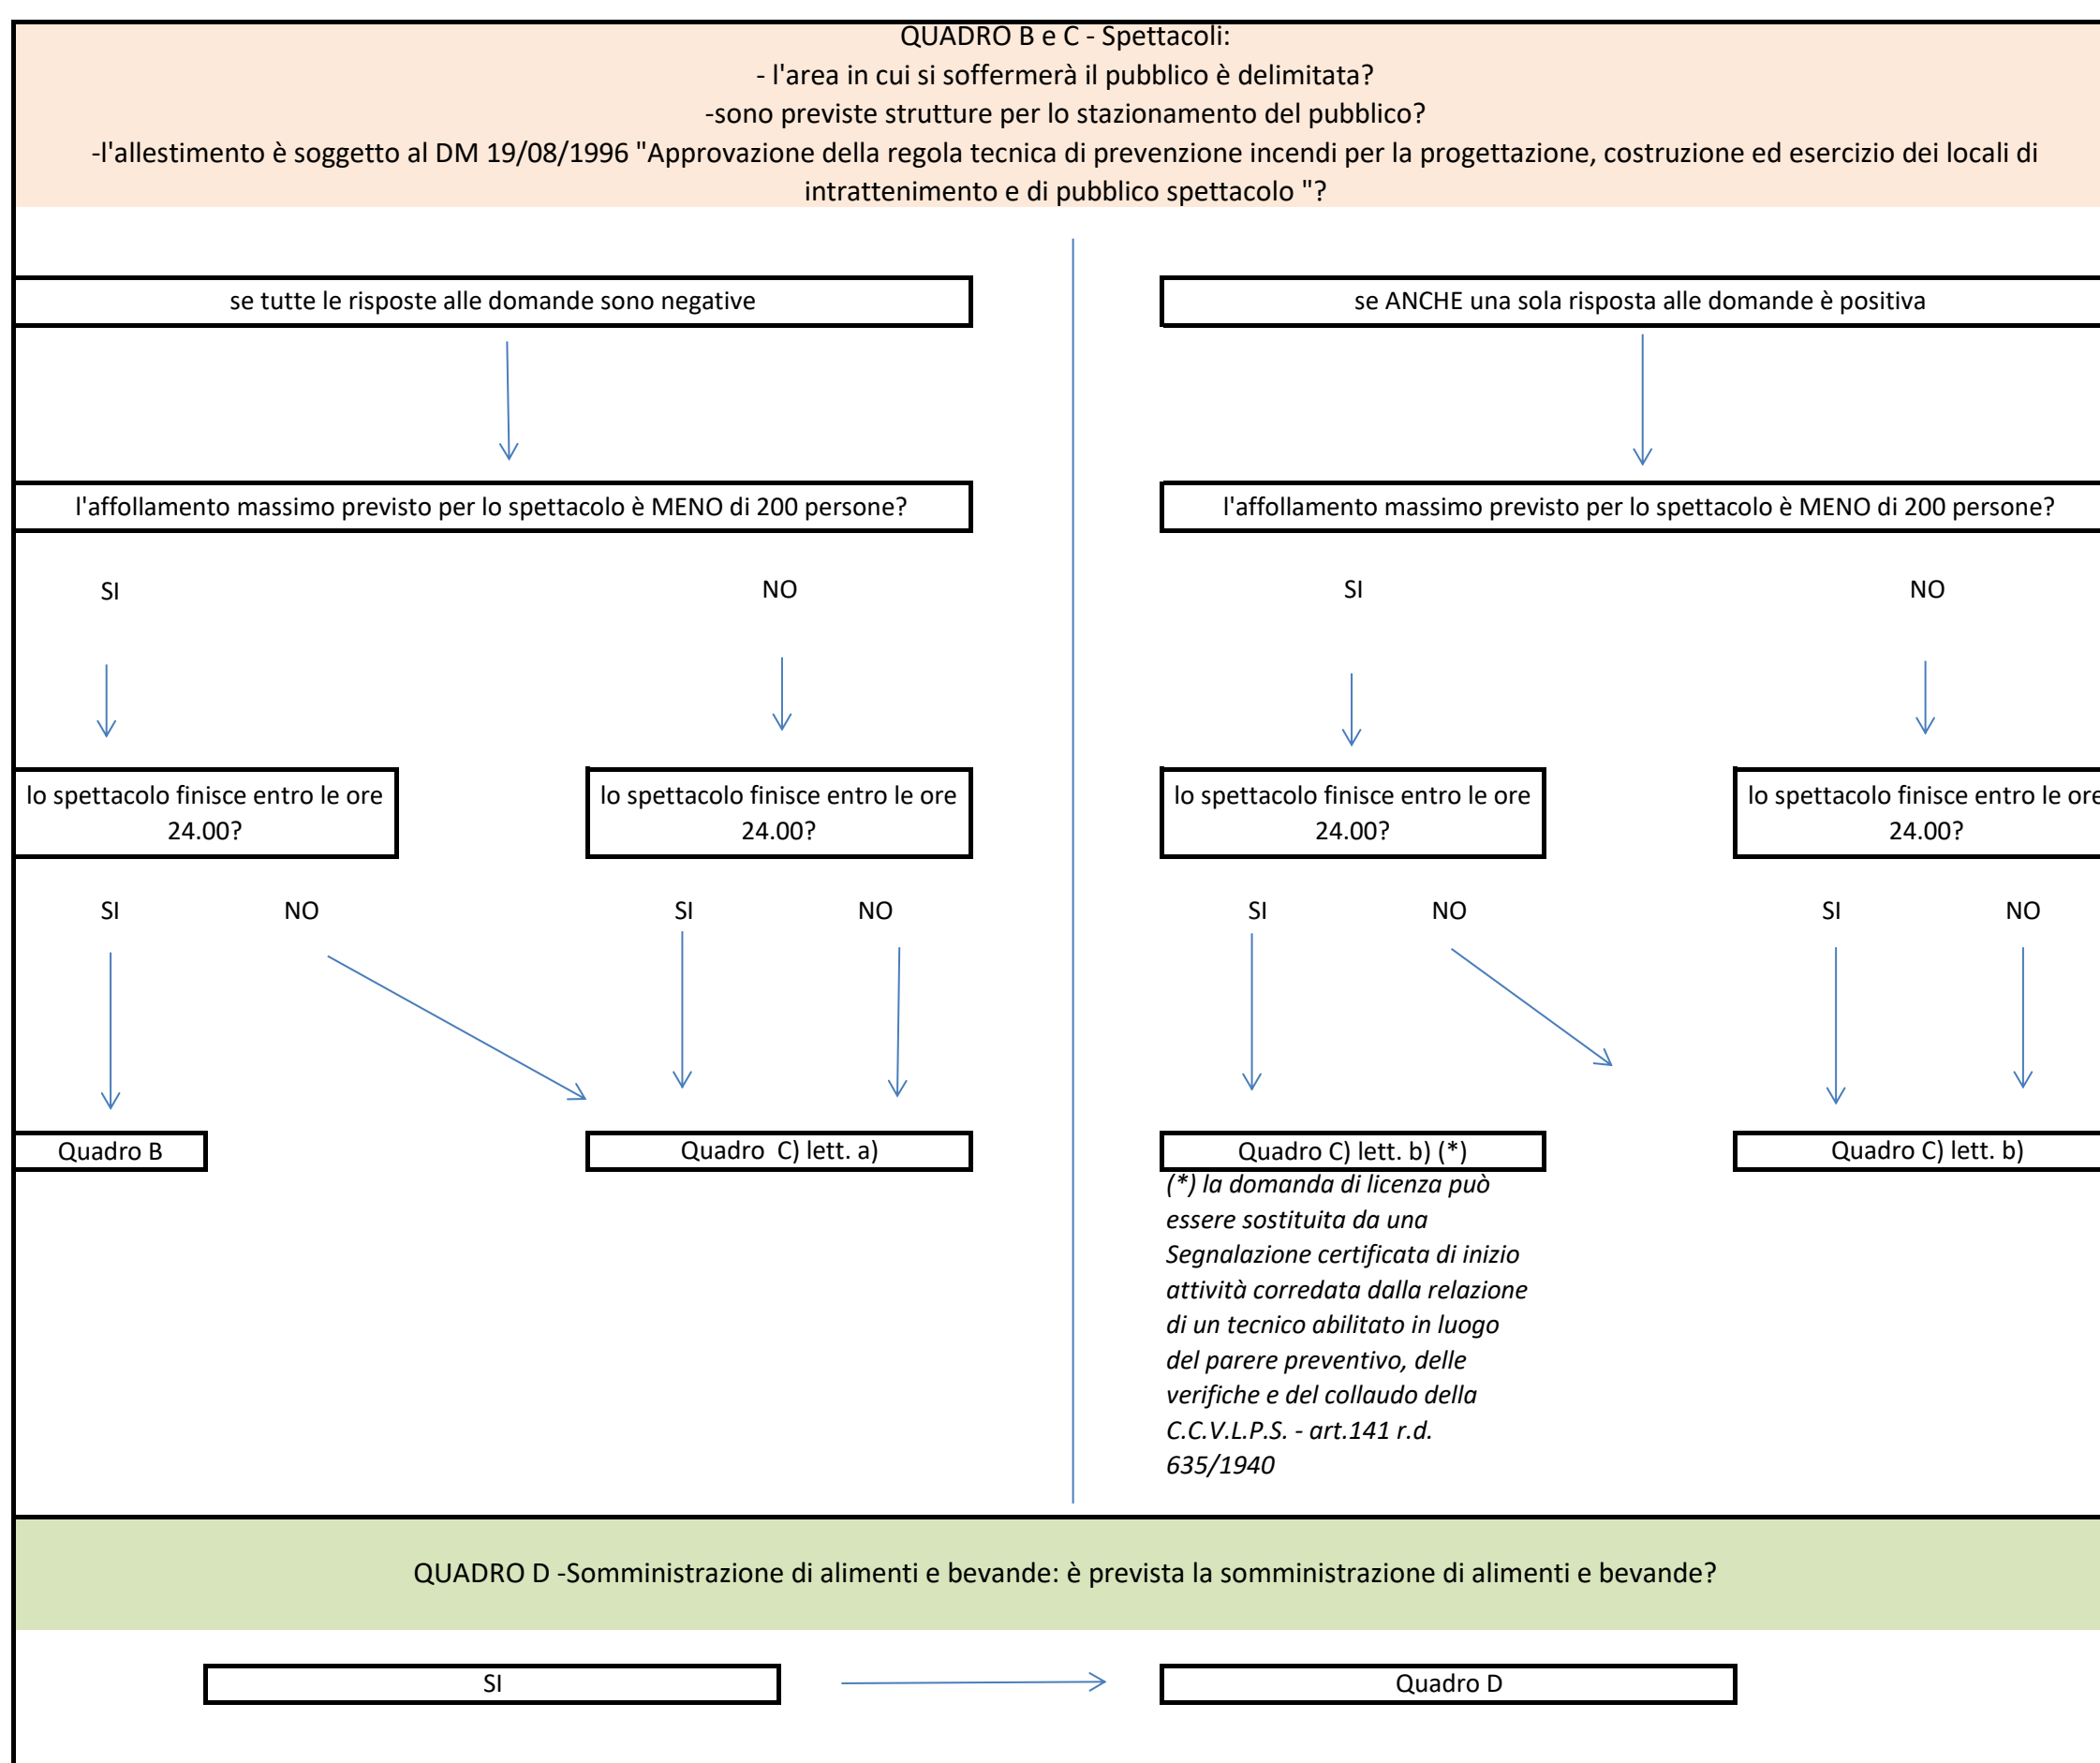 QUADRO B e C - Spettacoli:
- l'area in cui si soffermerà il pubblico è delimitata?
-sono previste strutture per lo stazionamento del pubblico?
-l'allestimento è soggetto al DM 19/08/1996 "Approvazione della regola tecnica di prevenzione incendi per la progettazione, costruzione ed esercizio dei locali di
intrattenimento e di pubblico spettacolo "?
se tutte le risposte alle domande sono negative
se ANCHE una sola risposta alle domande è positiva
l'affollamento massimo previsto per lo spettacolo è MENO di 200 persone?
l'affollamento massimo previsto per lo spettacolo è MENO di 200 persone?
SI
NO
SI
NO
lo spettacolo finisce entro le ore
24.00?
lo spettacolo finisce entro le ore
24.00?
lo spettacolo finisce entro le ore
24.00?
lo spettacolo finisce entro le ore
24.00?
SI
NO
SI
NO
SI
NO
SI
NO
Quadro B
Quadro C) lett. a)
Quadro C) lett. b) (*)
Quadro C) lett. b)
(*) la domanda di licenza può
essere sostituita da una
Segnalazione certificata di inizio
attività corredata dalla relazione
di un tecnico abilitato in luogo
del parere preventivo, delle
verifiche e del collaudo della
C.C.V.L.P.S. - art.141 r.d.
635/1940
QUADRO D -Somministrazione di alimenti e bevande: è prevista la somministrazione di alimenti e bevande?
SI
Quadro D